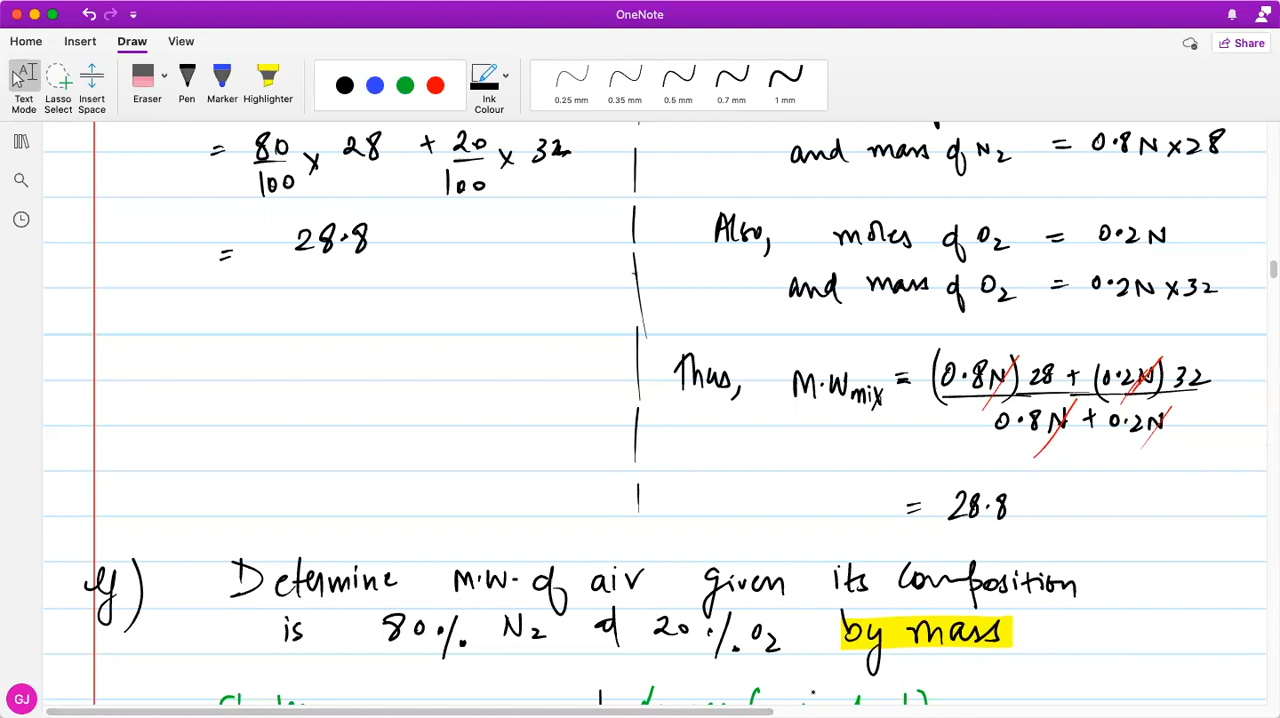 OneNote
Home Insert Draw View
Share
Text Mode
Lasso Select
Insert Space
Eraser
Pen
Marker
Highlighter
Ink Colour
0.25 mm 0.35 mm 0.5 mm 0.7 mm 1 mm
= 80/100 × 28 + 20/100 × 32
= 28.8
and mass of N2 = 0.8N×28
Also, moles of O2 = 0.2N
and mass of O2 = 0.2N×32
Thus, M.Wmix = (0.8N) 28 + (0.2N) 32
0.8N + 0.2N
= 28.8
eg) Determine M.W. of air given its composition
is 80% N2 & 20% O2 by mass
GJ